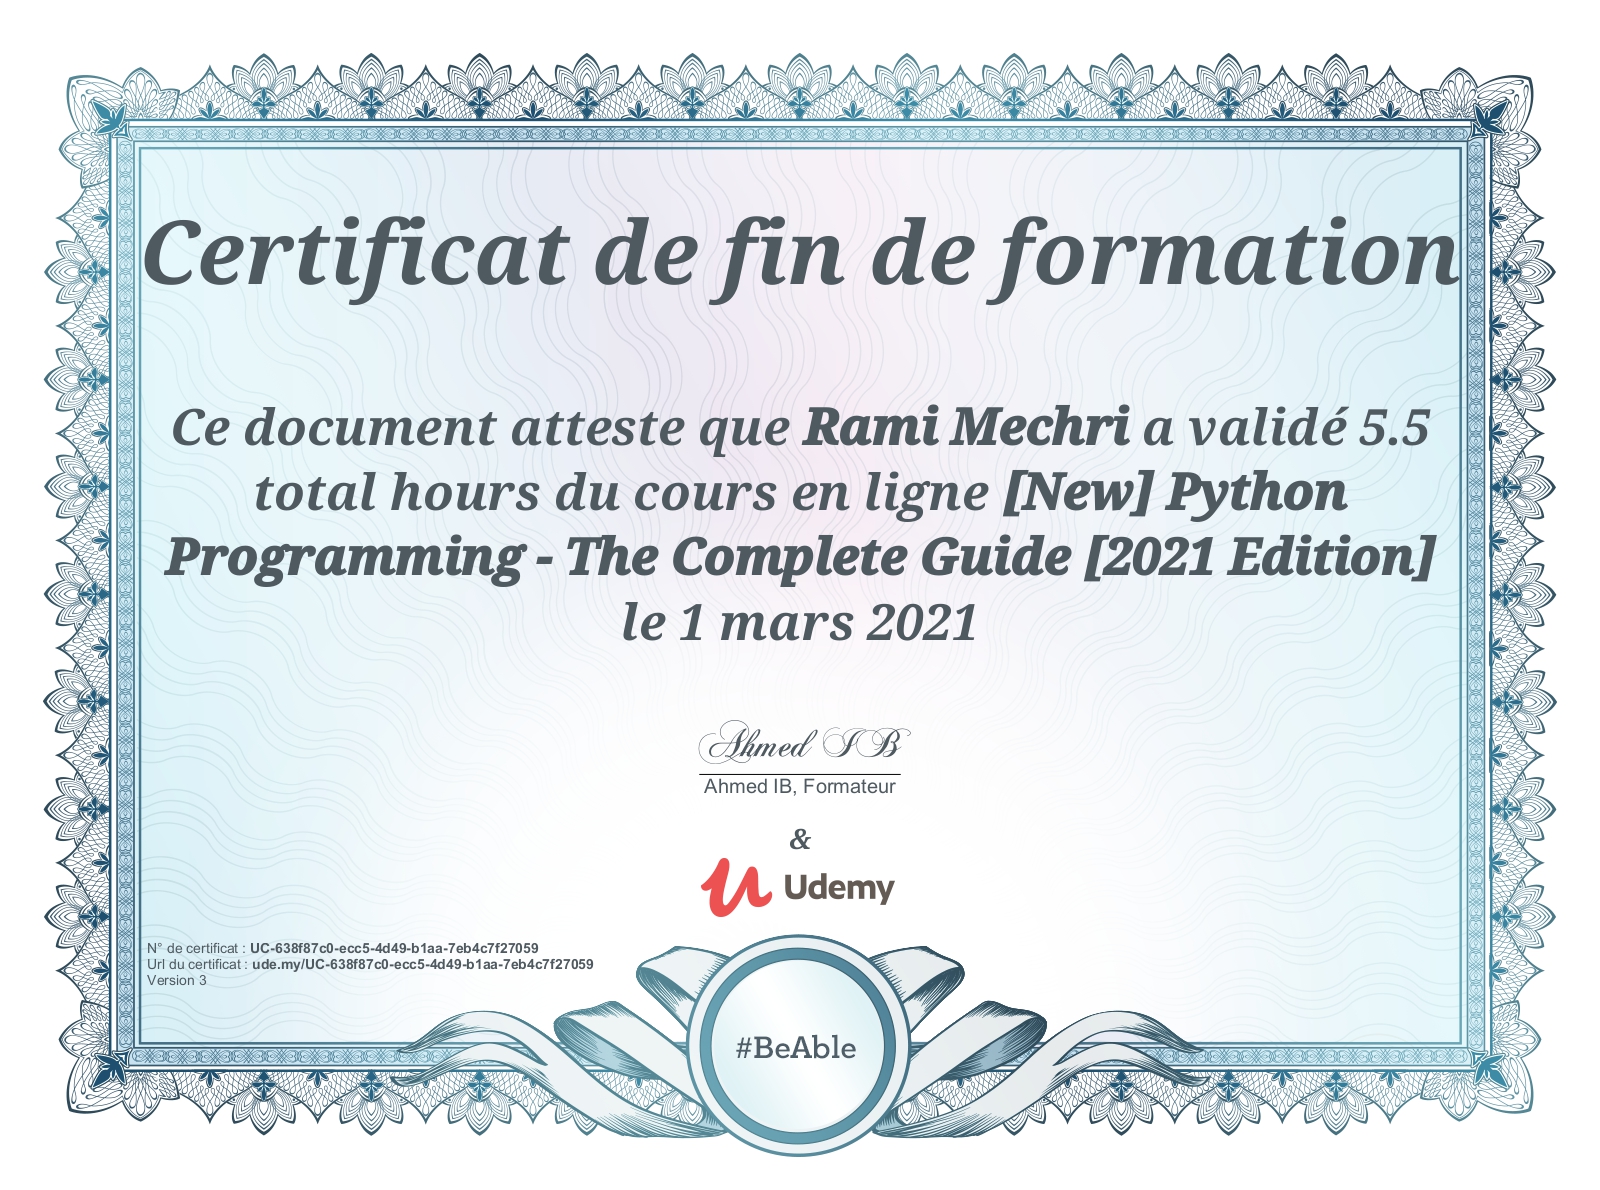 Certificat de fin de formation
Ce document atteste que Rami Mechri a validé 5.5
total hours du cours en ligne [New] Python
Programming - The Complete Guide [2021 Edition]
le 1 mars 2021
Ahmed IB
Ahmed IB, Formateur
&
Udemy
N° de certificat : UC-638f87c0-ecc5-4d49-b1aa-7eb4c7f27059
Url du certificat : ude.my/UC-638f87c0-ecc5-4d49-b1aa-7eb4c7f27059
Version 3
#BeAble